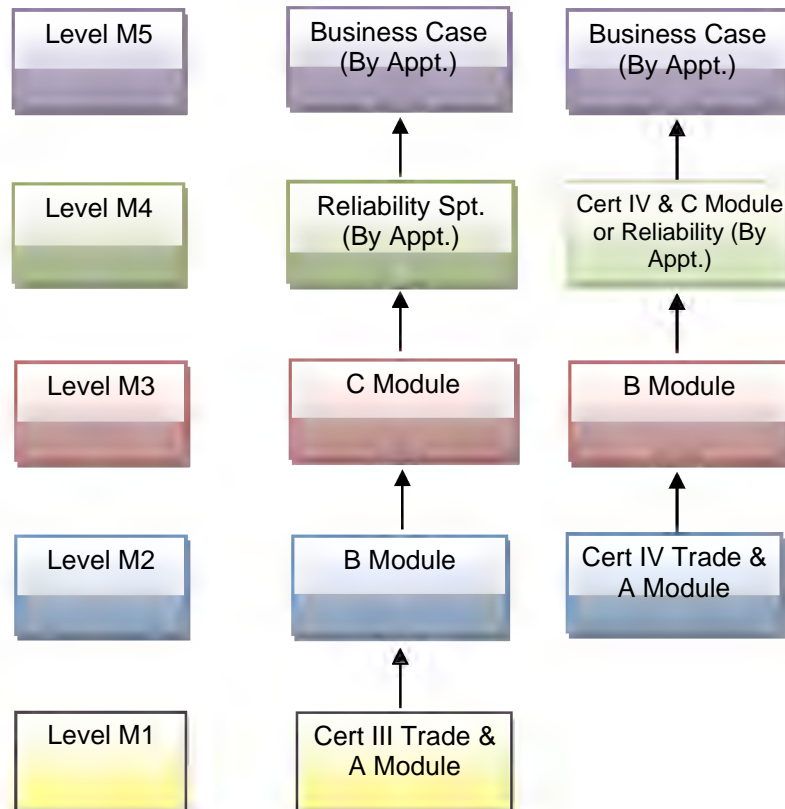 Level M5
Business Case
(By Appt.)
Business Case
(By Appt.)
Level M4
Reliability Spt.
(By Appt.)
Cert IV & C Module
or Reliability (By
Appt.)
Level M3
C Module
B Module
Level M2
B Module
Cert IV Trade &
A Module
Level M1
Cert III Trade &
A Module